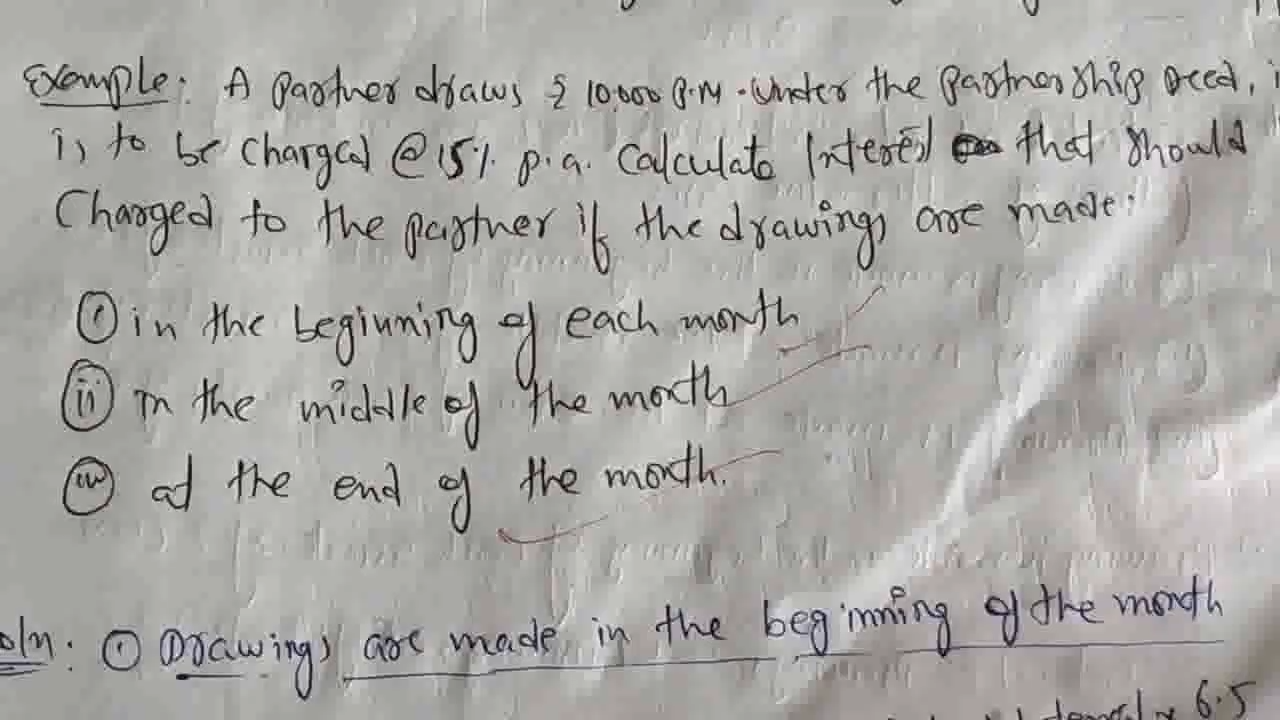 Example: A Partner draws ₹ 10,000 P.M. Under the Partnership Deed,
is to be Charged @ 15% p.a. Calculate Interest that should
Charged to the partner if the drawings are made:
(i) in the beginning of each month
(ii) In the middle of the month
at the end of the month.
oln: (i) Drawings are made in the beginning of the month
6.5